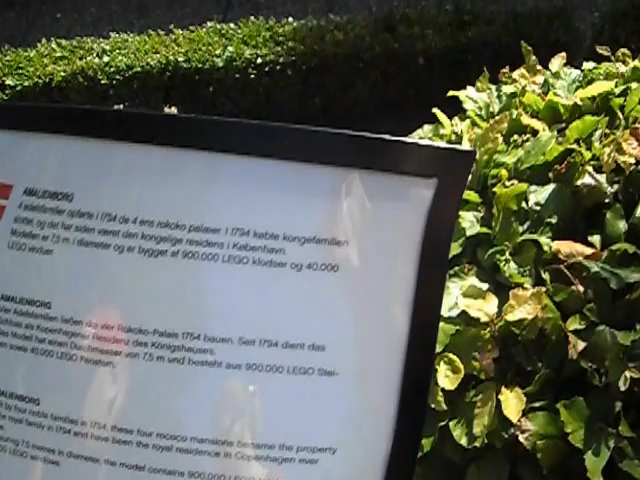 AMALIENBORG
4 adelsfamilier opførte i 1754 de 4 ens rokoko palæer. I 1794 købte kongefamilien
slottet, og det har siden været den kongelige residens i København.
Modellen er 7,5 m. i diameter og er bygget af 900.000 LEGO klodser og 40.000
LEGO vinduer.
AMALIENBORG
Vier Adelsfamilien ließen die vier Rokoko-Palais 1754 bauen. Seit 1794 dient das
Schloss als Kopenhagener Residenz des Königshauses.
Das Modell hat einen Durchmesser von 7,5 m und besteht aus 900.000 LEGO Stei-
nen sowie 40.000 LEGO Fenstern.
AMALIENBORG
by four noble families in 1754, these four rococo mansions became the property
the royal family in 1794 and have been the royal residence in Copenhagen ever
7.5 metres in diameter, the model contains 900.000 LEGO
LEGO windows.